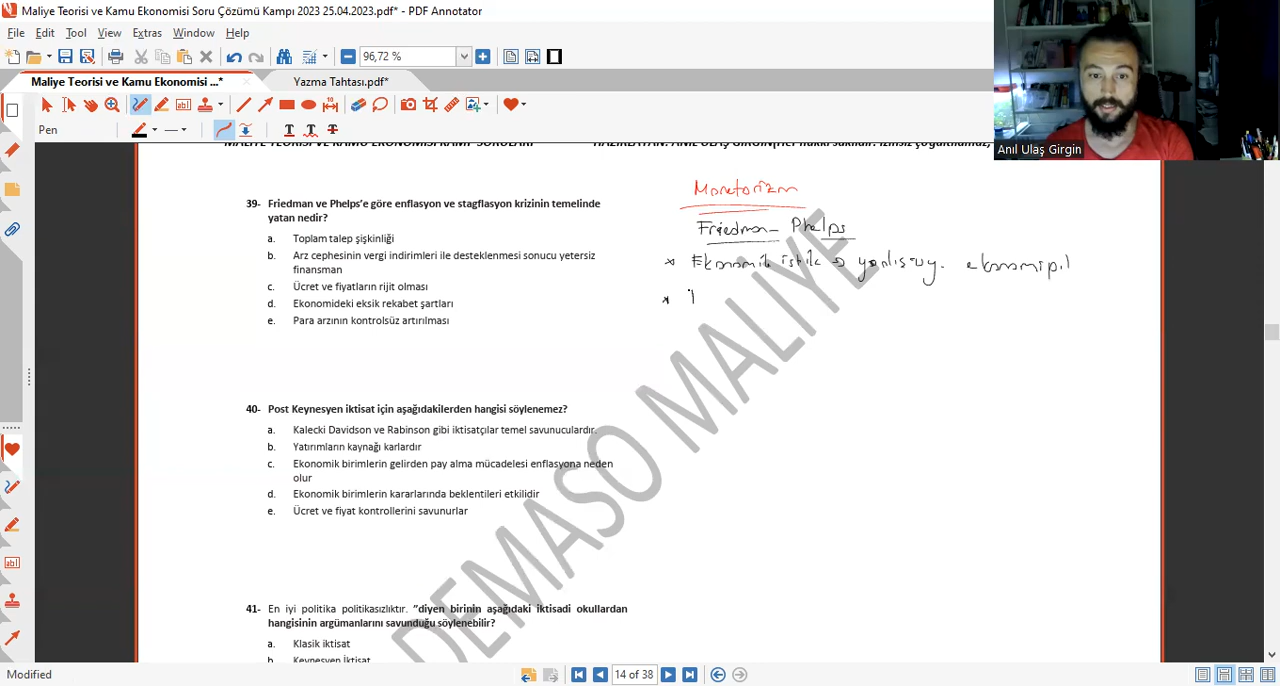 Maliye Teorisi ve Kamu Ekonomisi Soru Çözümü Kampı 2023 25.04.2023.pdf* - PDF Annotator
File Edit Tool View Extras Window Help
96,72 %
Maliye Teorisi ve Kamu Ekonomisi ...* Yazma Tahtası.pdf*
Pen
Anıl Ulaş Girgin
39- Friedman ve Phelps'e göre enflasyon ve stagflasyon krizinin temelinde
yatan nedir?
a. Toplam talep şişkinliği
b. Arz cephesinin vergi indirimleri ile desteklenmesi sonucu yetersiz
finansman
c. Ücret ve fiyatların rijit olması
d. Ekonomideki eksik rekabet şartları
e. Para arzının kontrolsüz artırılması
Monetorizm
Friedman - Phelps
* Ekonomik istik
40- Post Keynesyen iktisat için aşağıdakilerden hangisi söylenemez?
a. Kalecki Davidson ve Rabinson gibi iktisatçılar temel savunuculardır.
b. Yatırımların kaynağı karlardır
c. Ekonomik birimlerin gelirden pay alma mücadelesi enflasyona neden
olur
d. Ekonomik birimlerin kararlarında beklentileri etkilidir
e. Ücret ve fiyat kontrollerini savunurlar
41- En iyi politika politikasızlıktır. "diyen birinin aşağıdaki iktisadi okullardan
hangisinin argümanlarını savunduğu söylenebilir?
a. Klasik iktisat
b. Keynesyen İktisat
DEMASO MALİYE
Modified
14 of 38